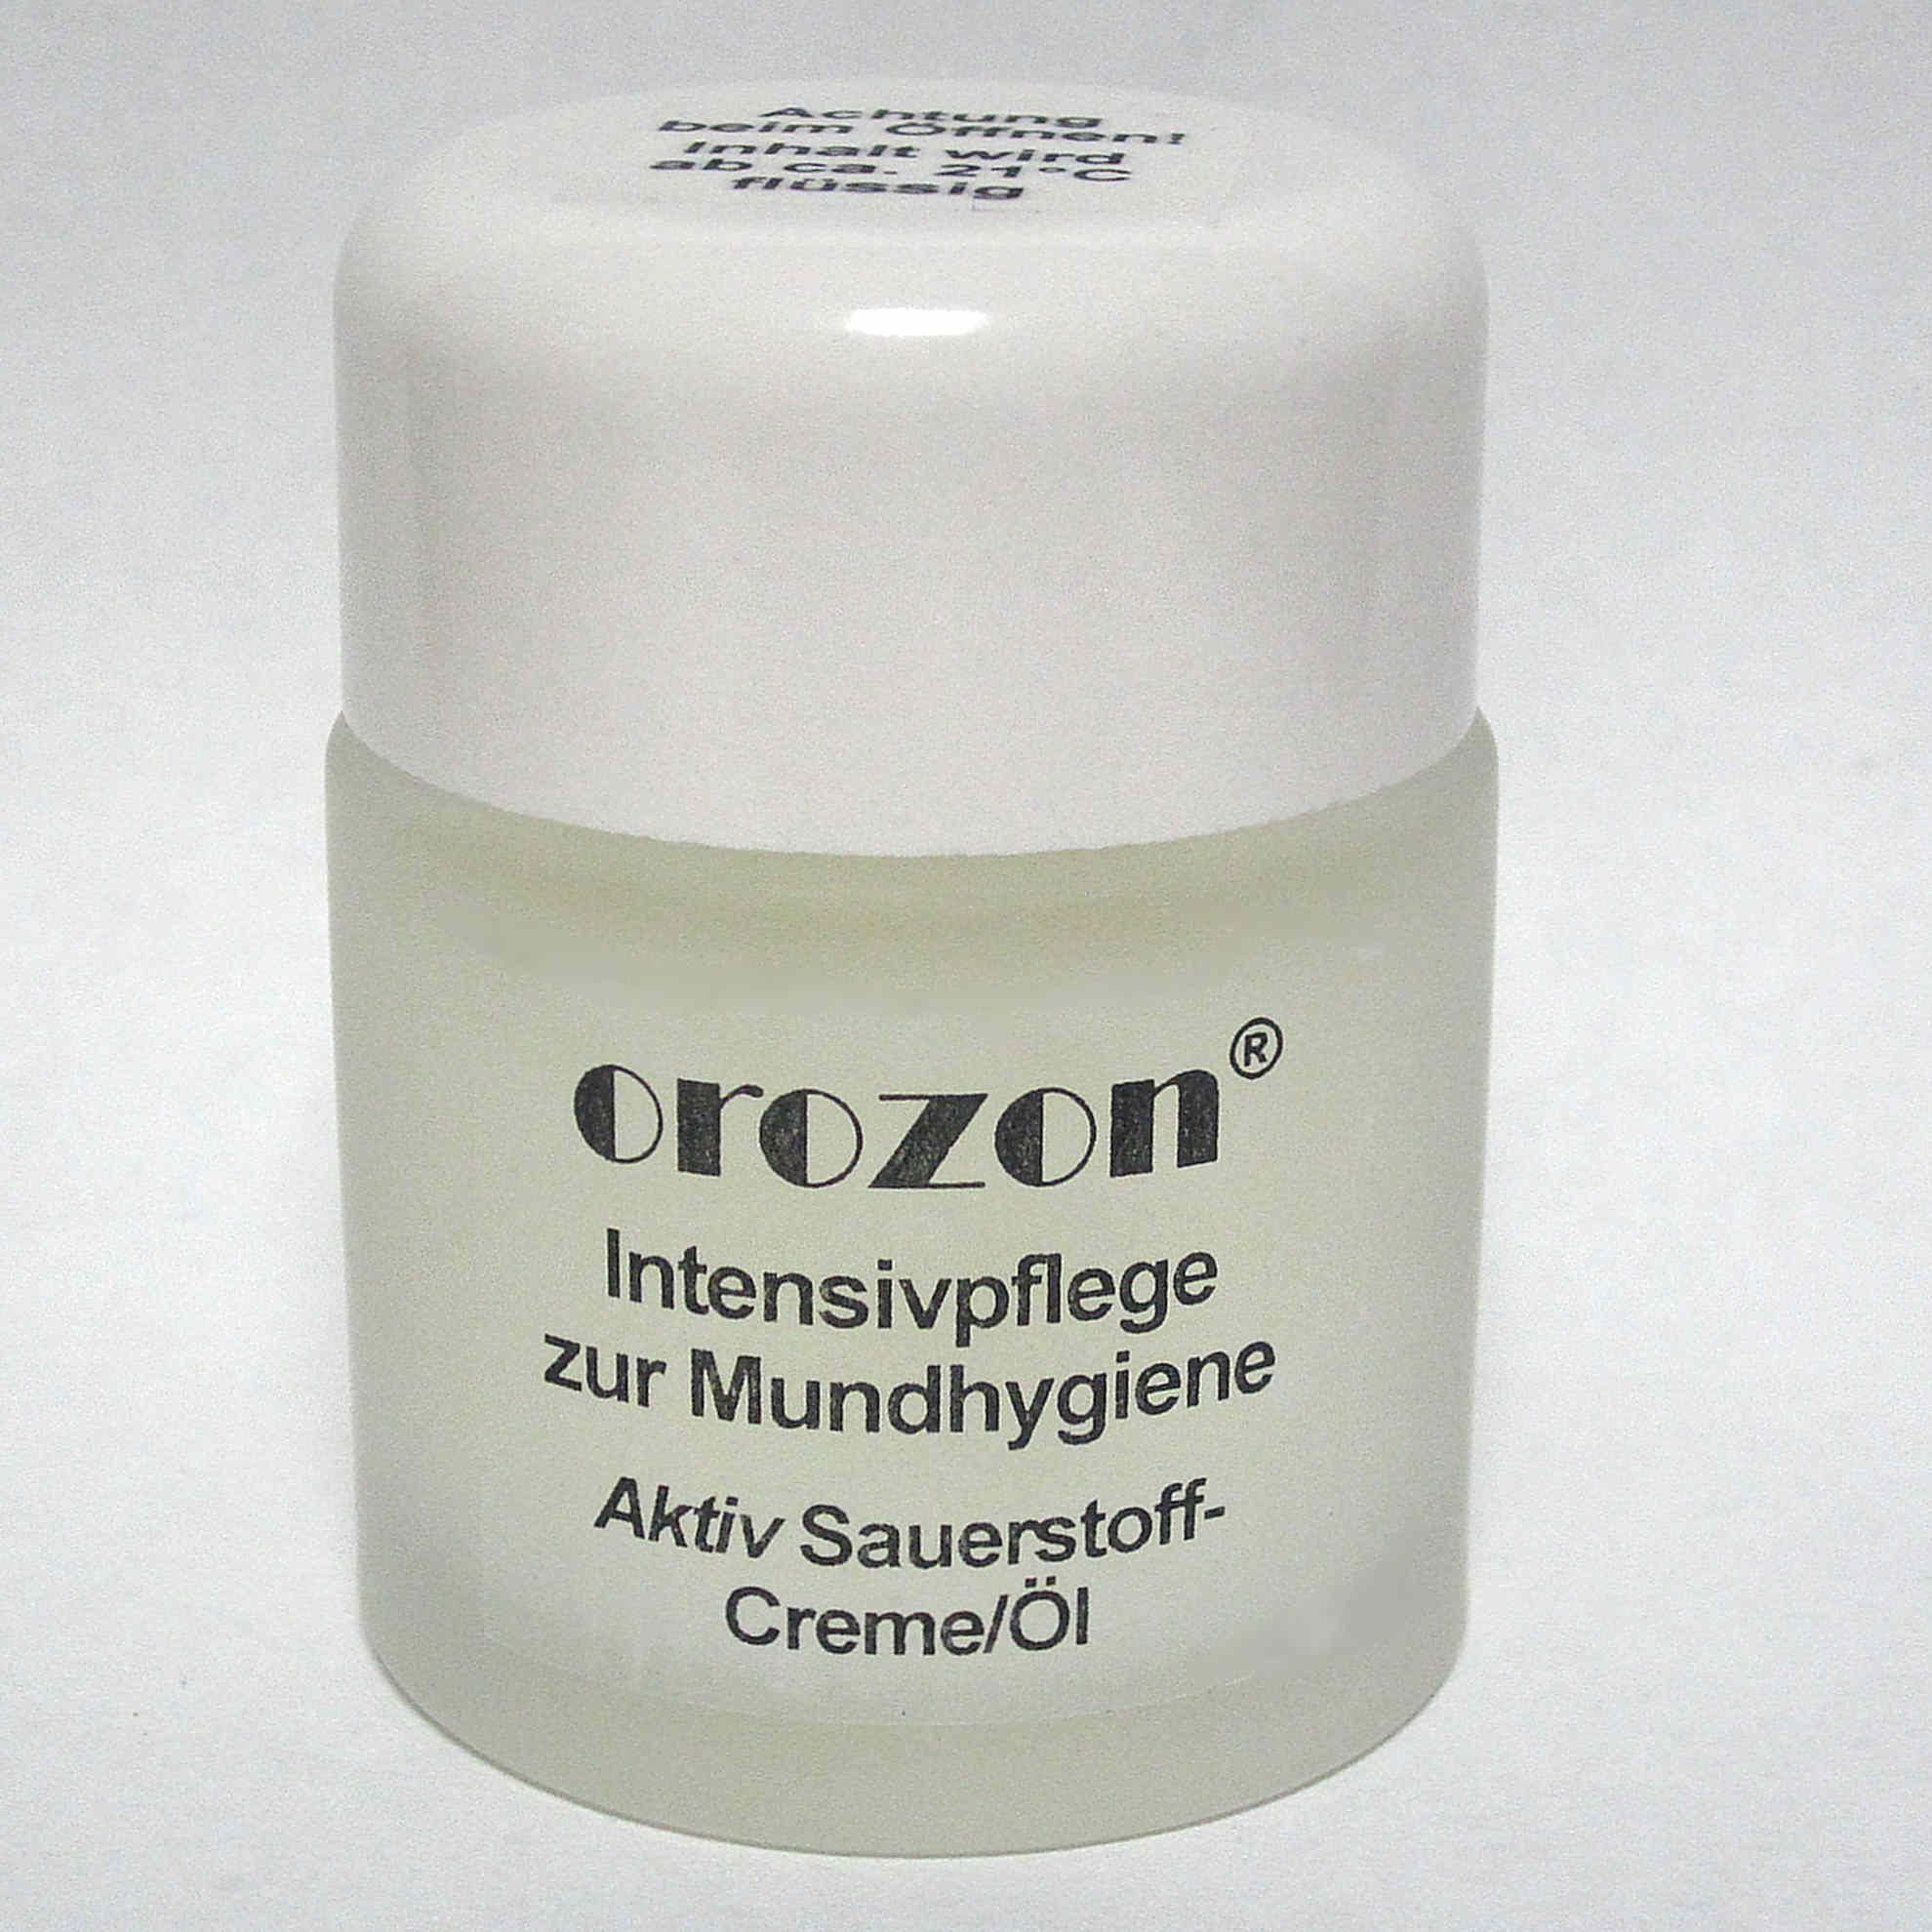 Achtung
beim Öffnen!
Inhalt wird
ab ca. 21°C
flüssig
orozon®
Intensivpflege
zur Mundhygiene
Aktiv Sauerstoff-
Creme/Öl